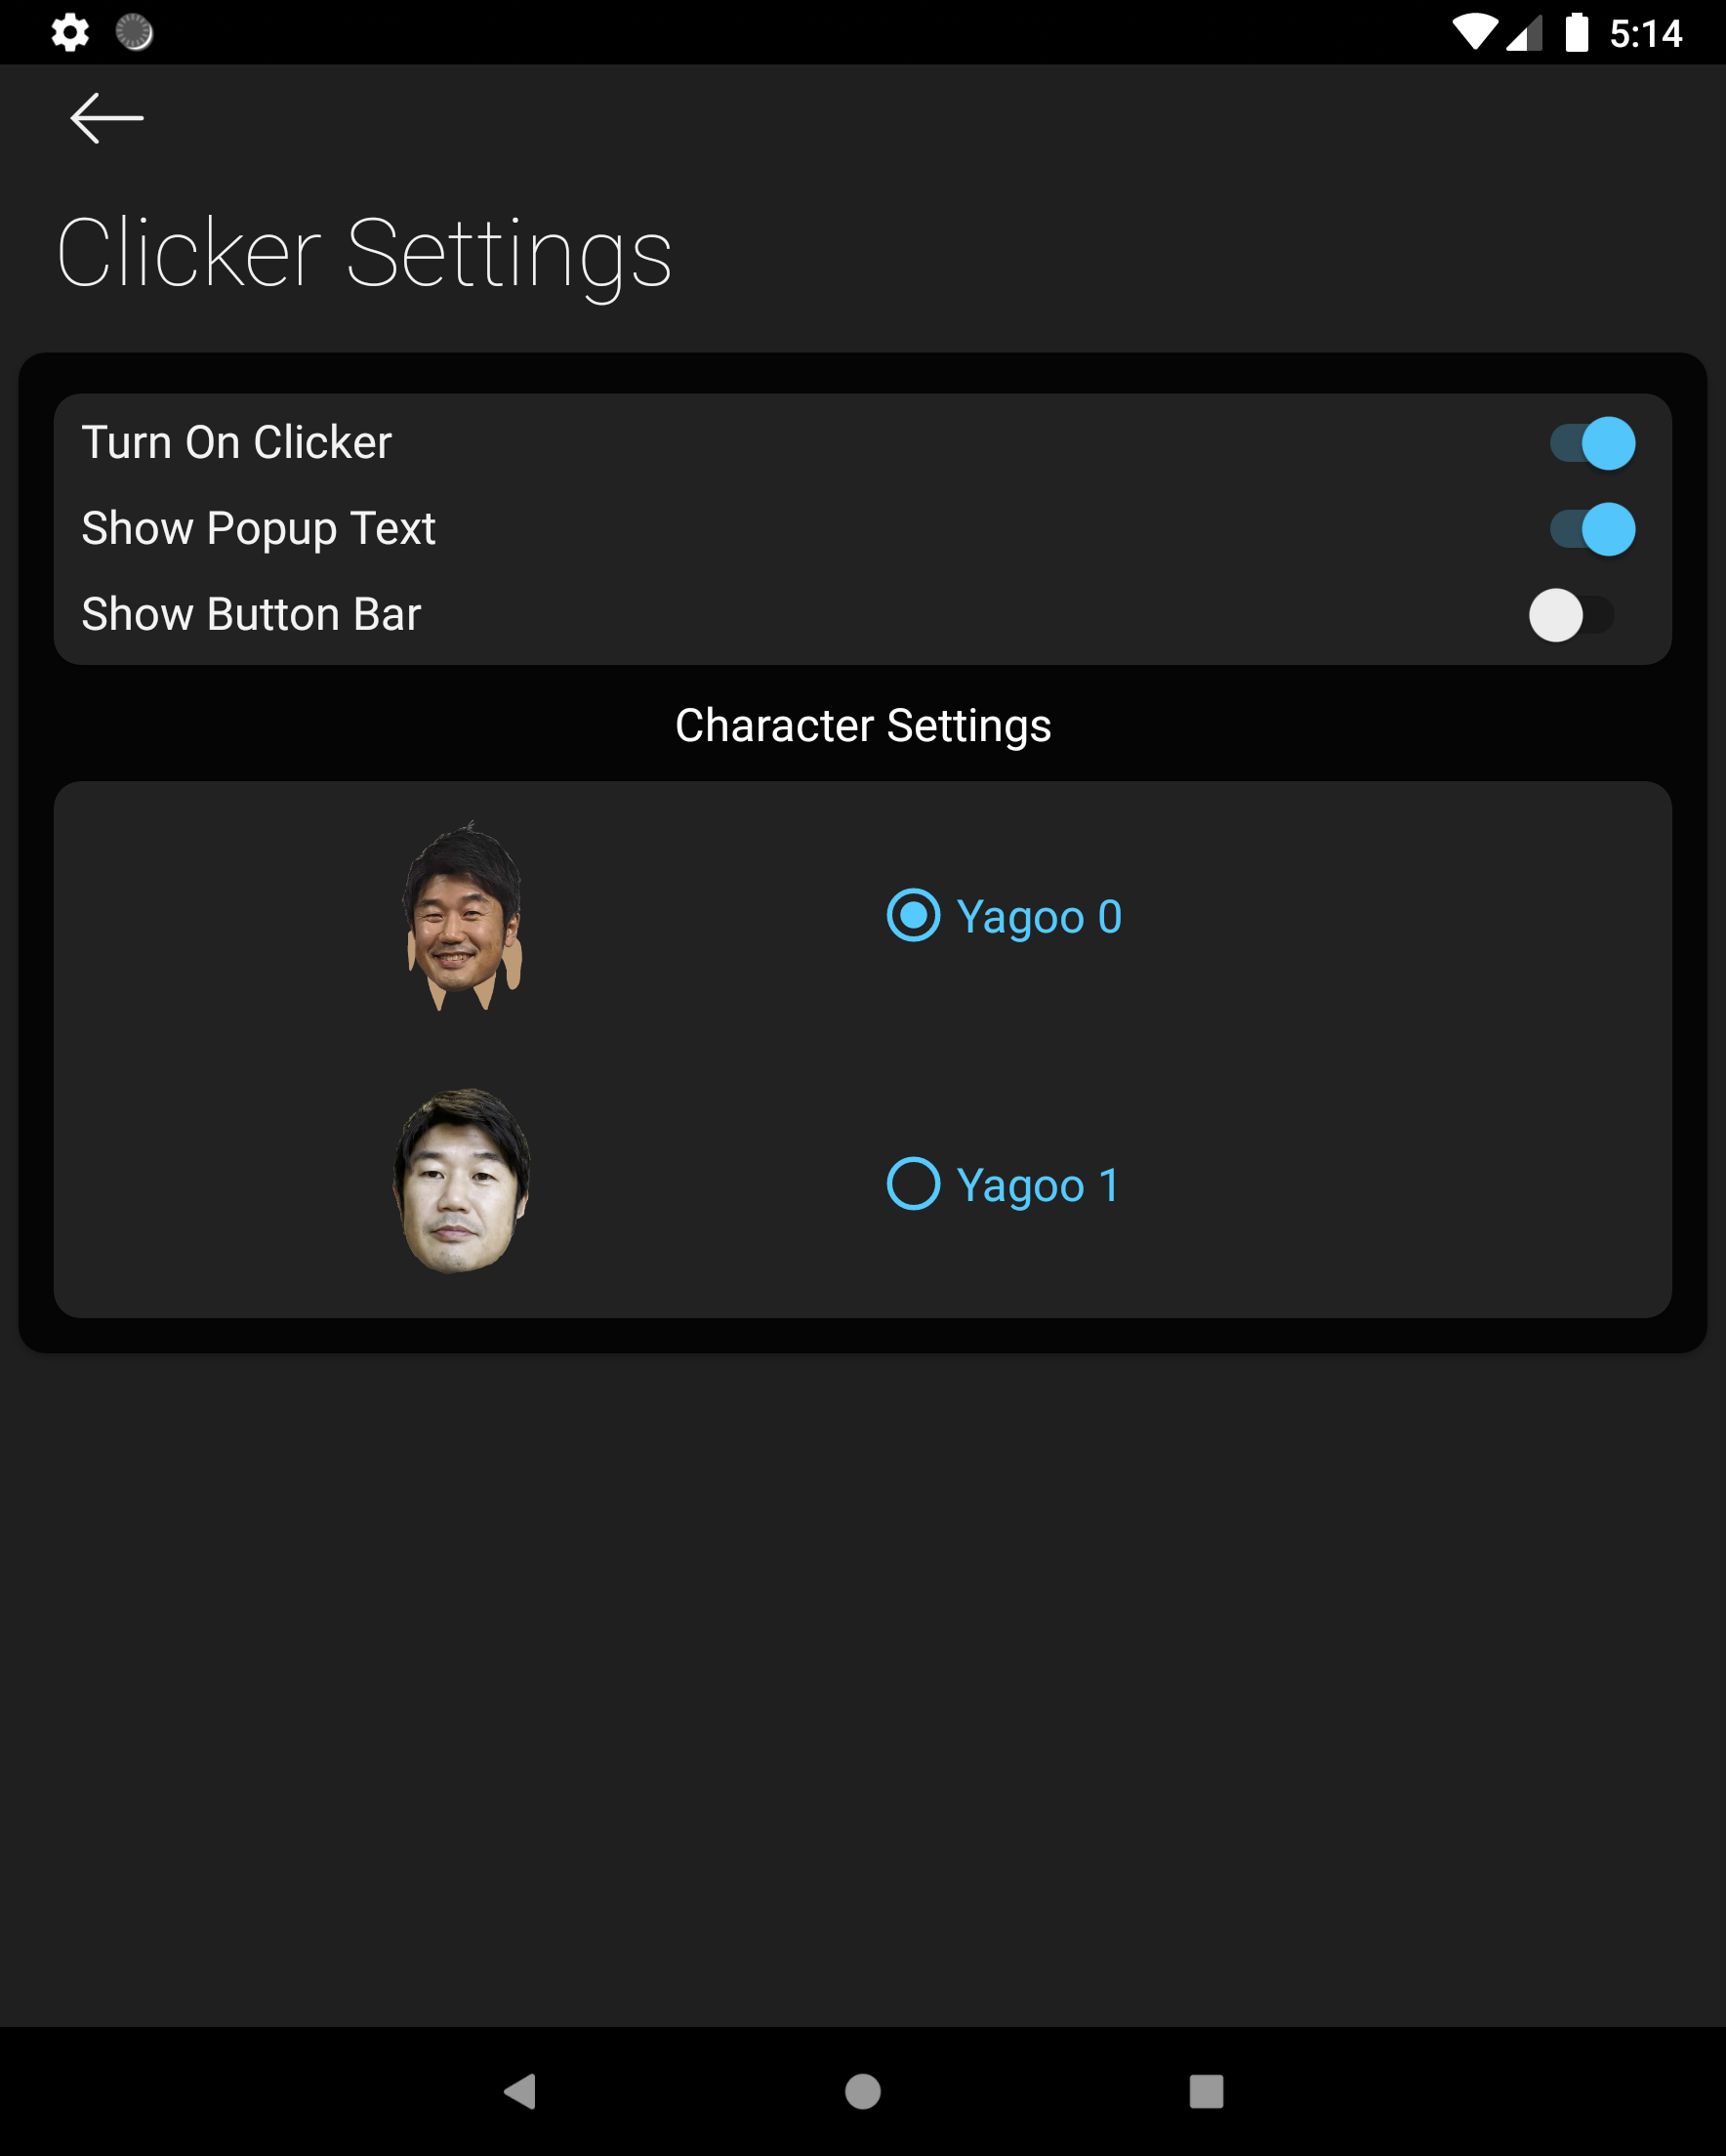 5:14
Clicker Settings
Turn On Clicker
Show Popup Text
Show Button Bar
Character Settings
Yagoo 0
Yagoo 1